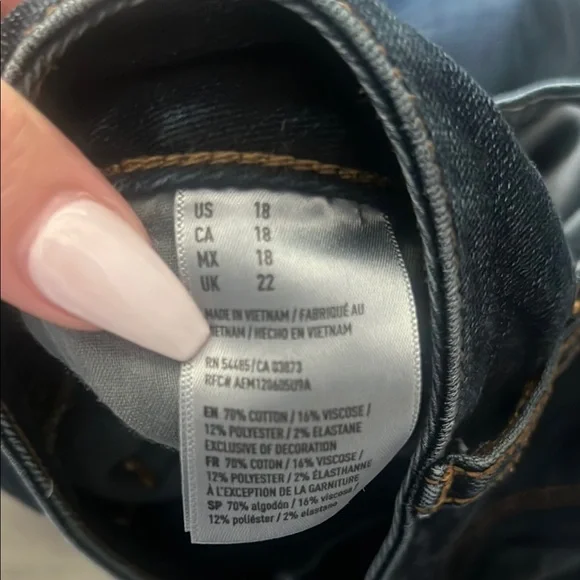 US 18
CA 18
MX 18
UK 22
MADE IN VIETNAM / FABRIQUÉ AU
VIETNAM / HECHO EN VIETNAM
RN 54485/CA 03873
RFC# AEM120605U9A
EN 70% COTTON / 16% VISCOSE /
12% POLYESTER / 2% ELASTANE
EXCLUSIVE OF DECORATION
FR 70% COTON / 16% VISCOSE /
12% POLYESTER / 2% ÉLASTHANNE
À L'EXCEPTION DE LA GARNITURE
SP 70% algodón / 16% viscosa /
12% poliéster / 2%